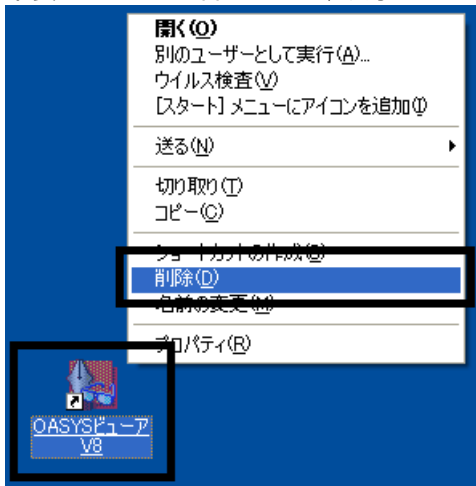 開く(O)
別のユーザーとして実行(A)...
ウイルス検査(V)
[スタート] メニューにアイコンを追加(I)
送る(N)
切り取り(T)
コピー(C)
ショートカットの作成(S)
削除(D)
名前の変更(M)
プロパティ(R)
OASYSビューア
V8